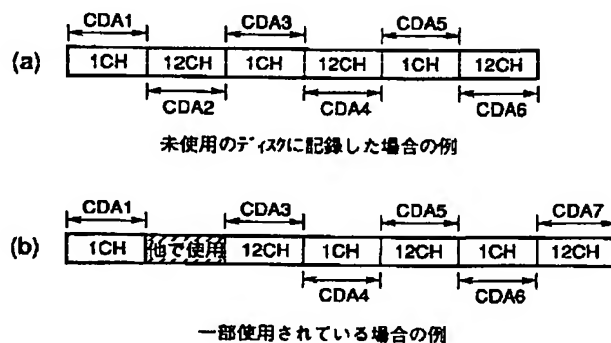 CDA1 CDA3 CDA5
(a) 1CH 12CH 1CH 12CH 1CH 12CH
CDA2 CDA4 CDA6
未使用のディスクに記録した場合の例
CDA1 CDA3 CDA5 CDA7
(b) 1CH 他で使用 12CH 1CH 12CH 1CH 12CH
CDA4 CDA6
一部使用されている場合の例